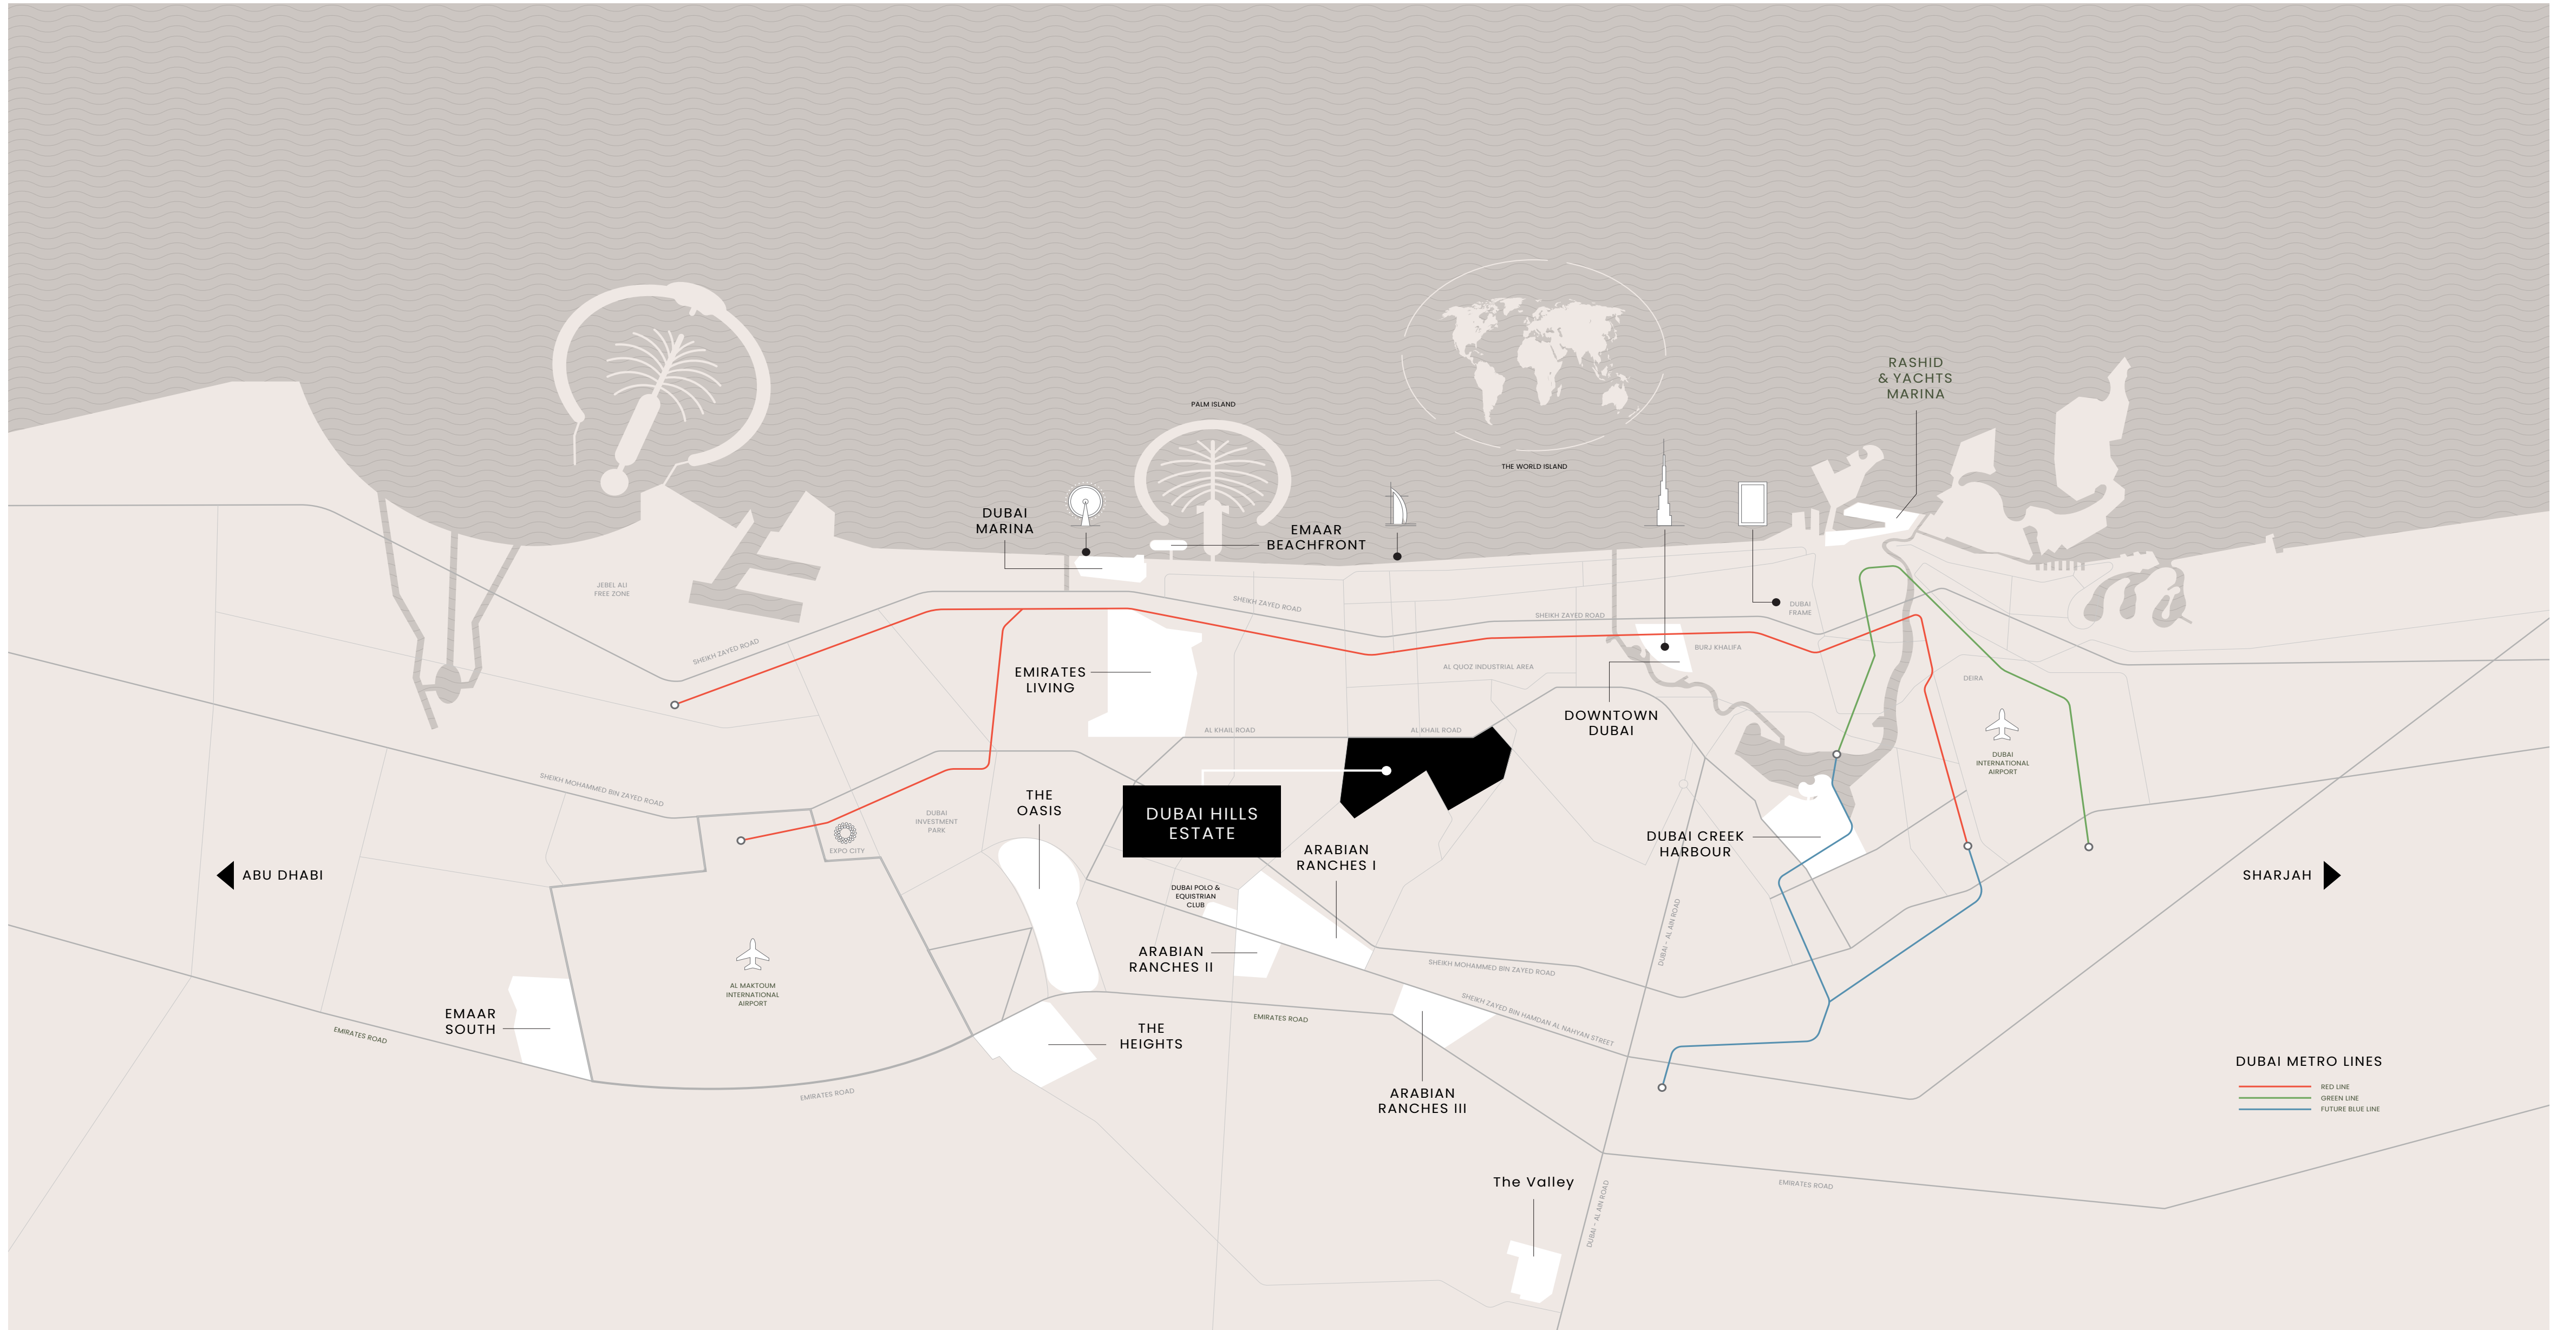 RASHID
& YACHTS
MARINA
PALM ISLAND
THE WORLD ISLAND
DUBAI
MARINA
EMAAR
BEACHFRONT
JEBEL ALI
FREE ZONE
SHEIKH ZAYED ROAD
SHEIKH ZAYED ROAD
SHEIKH ZAYED ROAD
DUBAI
FRAME
BURJ KHALIFA
AL QUOZ INDUSTRIAL AREA
EMIRATES
LIVING
DEIRA
DOWNTOWN
DUBAI
AL KHAIL ROAD
AL KHAIL ROAD
DUBAI
INTERNATIONAL
AIRPORT
SHEIKH MOHAMMED BIN ZAYED ROAD
THE
OASIS
DUBAI
INVESTMENT
PARK
DUBAI HILLS
ESTATE
EXPO CITY
DUBAI CREEK
HARBOUR
ARABIAN
RANCHES I
ABU DHABI
SHARJAH
DUBAI POLO &
EQUISTRIAN
CLUB
DUBAI - AL AIN ROAD
ARABIAN
RANCHES II
SHEIKH MOHAMMED BIN ZAYED ROAD
AL MAKTOUM
INTERNATIONAL
AIRPORT
SHEIKH ZAYED BIN HAMDAN AL NAHYAN STREET
EMAAR
SOUTH
EMIRATES ROAD
EMIRATES ROAD
THE
HEIGHTS
EMIRATES ROAD
ARABIAN
RANCHES III
DUBAI METRO LINES
RED LINE
GREEN LINE
FUTURE BLUE LINE
The Valley
EMIRATES ROAD
DUBAI - AL AIN ROAD